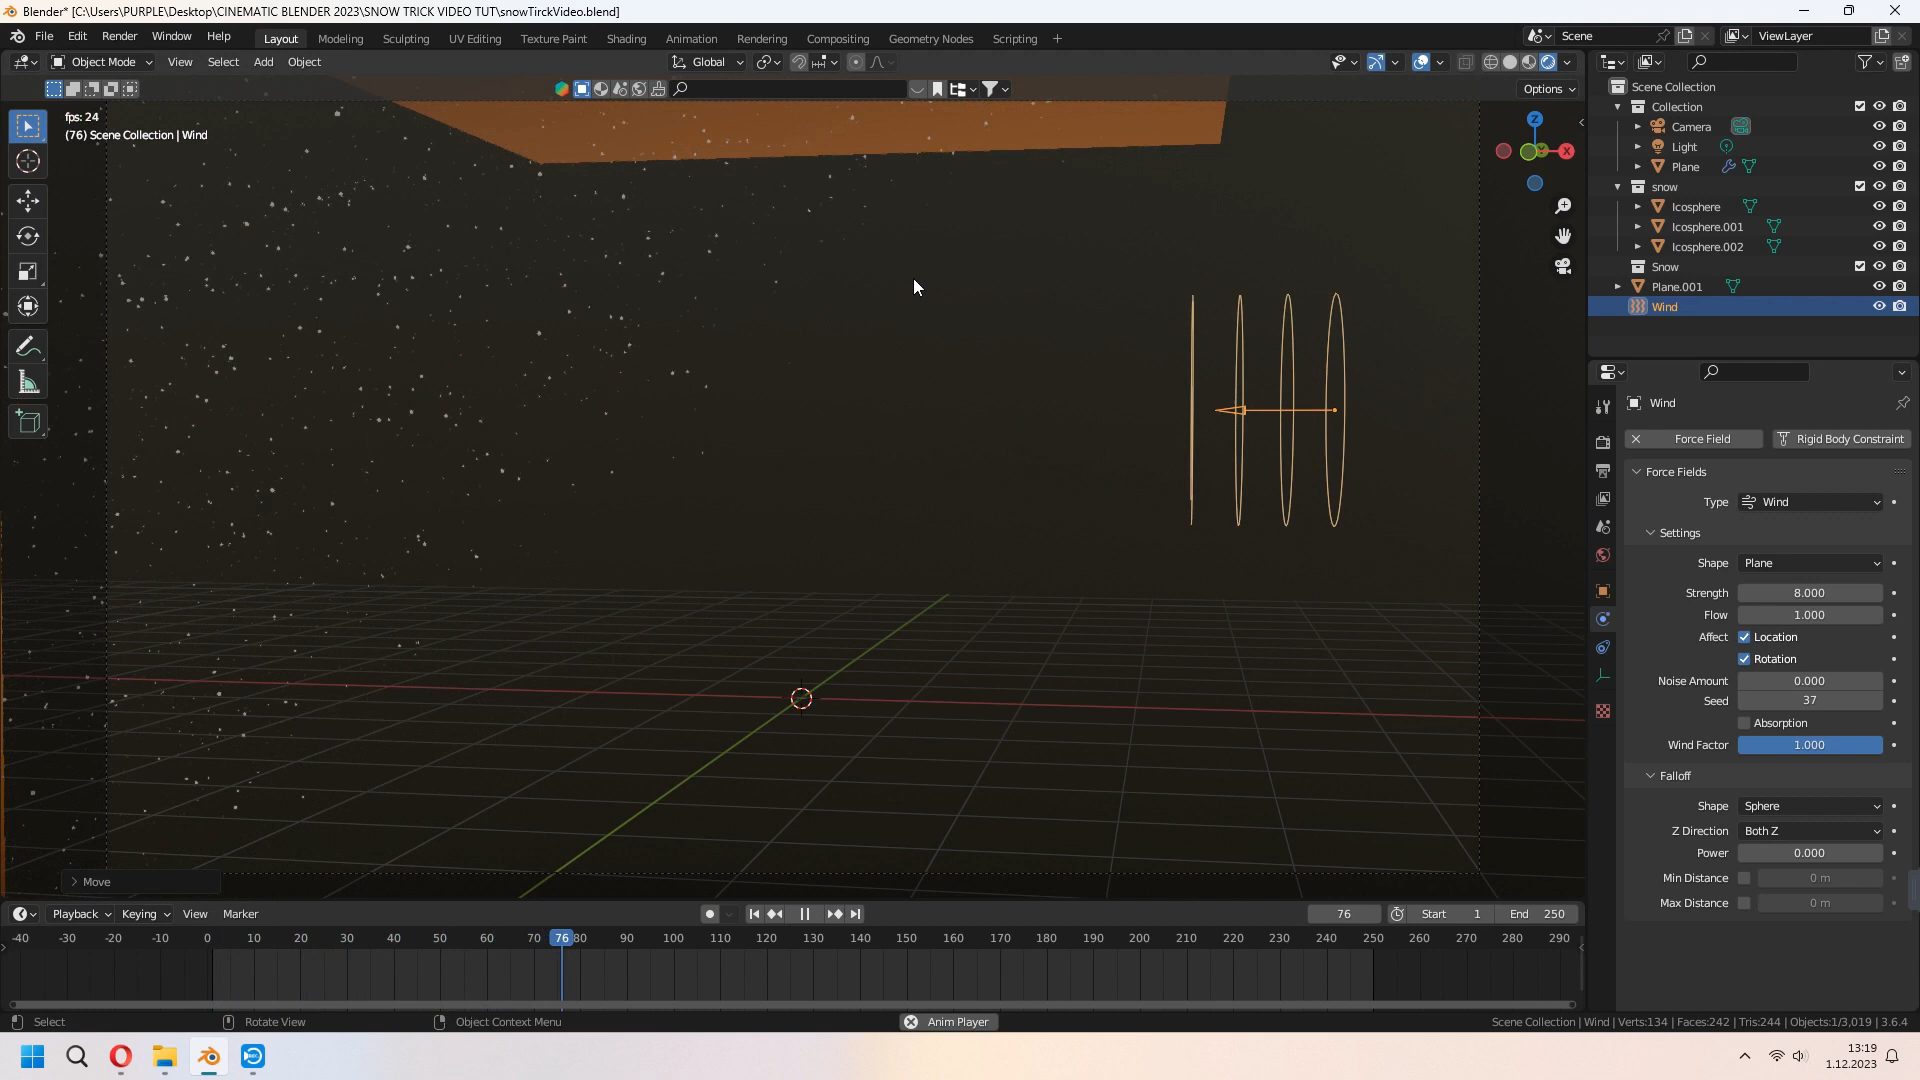 Blender* [C:\Users\PURPLE\Desktop\CINEMATIC BLENDER 2023\SNOW TRICK VIDEO TUT\snowTirckVideo.blend]
File Edit Render Window Help Layout Modeling Sculpting UV Editing Texture Paint Shading Animation Rendering Compositing Geometry Nodes Scripting + Scene ViewLayer
Object Mode View Select Add Object Global
Options
fps: 24
(76) Scene Collection | Wind
Z
X
Scene Collection
Collection
Camera
Light
Plane
snow
Icosphere
Icosphere.001
Icosphere.002
Snow
Plane.001
Wind
Wind
Force Field Rigid Body Constraint
Force Fields
Type Wind
Settings
Shape Plane
Strength 8.000
Flow 1.000
Affect Location
Rotation
Noise Amount 0.000
Seed 37
Absorption
Wind Factor 1.000
Falloff
Shape Sphere
Z Direction Both Z
Power 0.000
Min Distance 0 m
Max Distance 0 m
Move
Playback Keying View Marker 76 Start 1 End 250
-40 -30 -20 -10 0 10 20 30 40 50 60 70 76 80 90 100 110 120 130 140 150 160 170 180 190 200 210 220 230 240 250 260 270 280 290
Select Rotate View Object Context Menu Anim Player Scene Collection | Wind | Verts:134 | Faces:242 | Tris:244 | Objects:1/3,019 | 3.6.4
13:19
1.12.2023